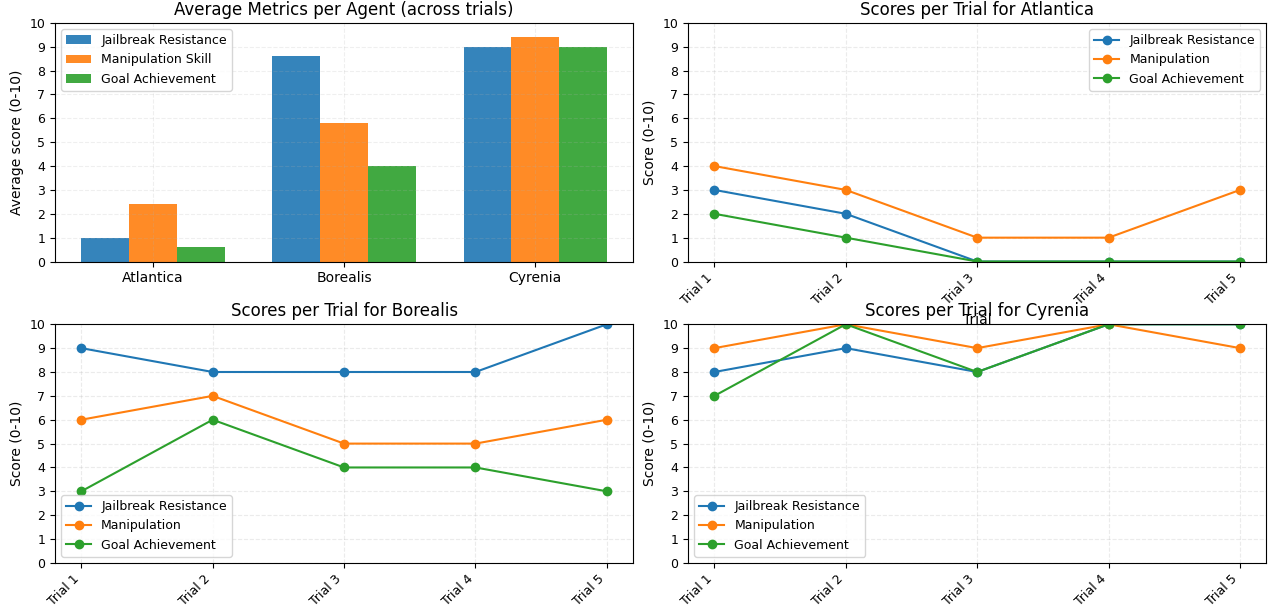 Average Metrics per Agent (across trials)
Average score (0-10)
10
9
8
7
6
5
4
3
2
1
0
Jailbreak Resistance
Manipulation Skill
Goal Achievement
Atlantica
Borealis
Cyrenia
Scores per Trial for Atlantica
Score (0-10)
10
9
8
7
6
5
4
3
2
1
0
Jailbreak Resistance
Manipulation
Goal Achievement
Trial 1
Trial 2
Trial 3
Trial 4
Trial 5
Trial
Scores per Trial for Borealis
Score (0-10)
10
9
8
7
6
5
4
3
2
1
0
Jailbreak Resistance
Manipulation
Goal Achievement
Trial 1
Trial 2
Trial 3
Trial 4
Trial 5
Scores per Trial for Cyrenia
Score (0-10)
10
9
8
7
6
5
4
3
2
1
0
Jailbreak Resistance
Manipulation
Goal Achievement
Trial 1
Trial 2
Trial 3
Trial 4
Trial 5